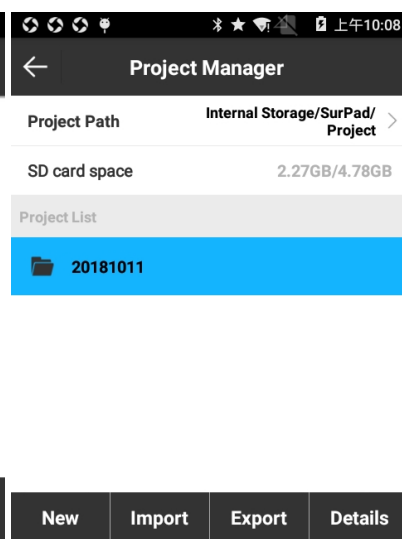 上午10:08
Project Manager
Project Path
Internal Storage/SurPad/
Project
SD card space
2.27GB/4.78GB
Project List
20181011
New
Import
Export
Details